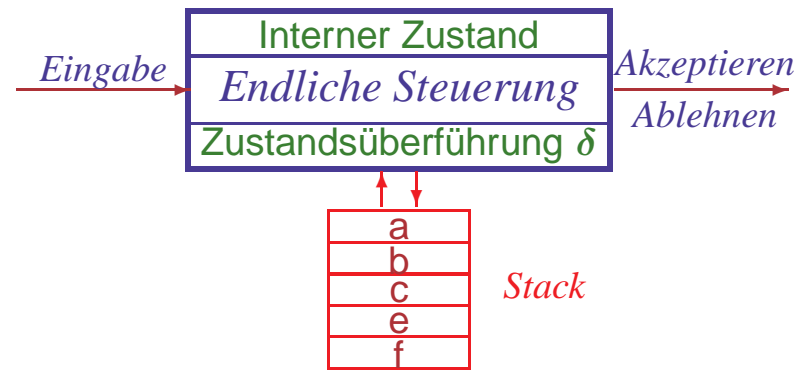 Interner Zustand
Eingabe
Endliche Steuerung
Akzeptieren
Ablehnen
Zustandsüberführung δ
a
b
c
e
f
Stack